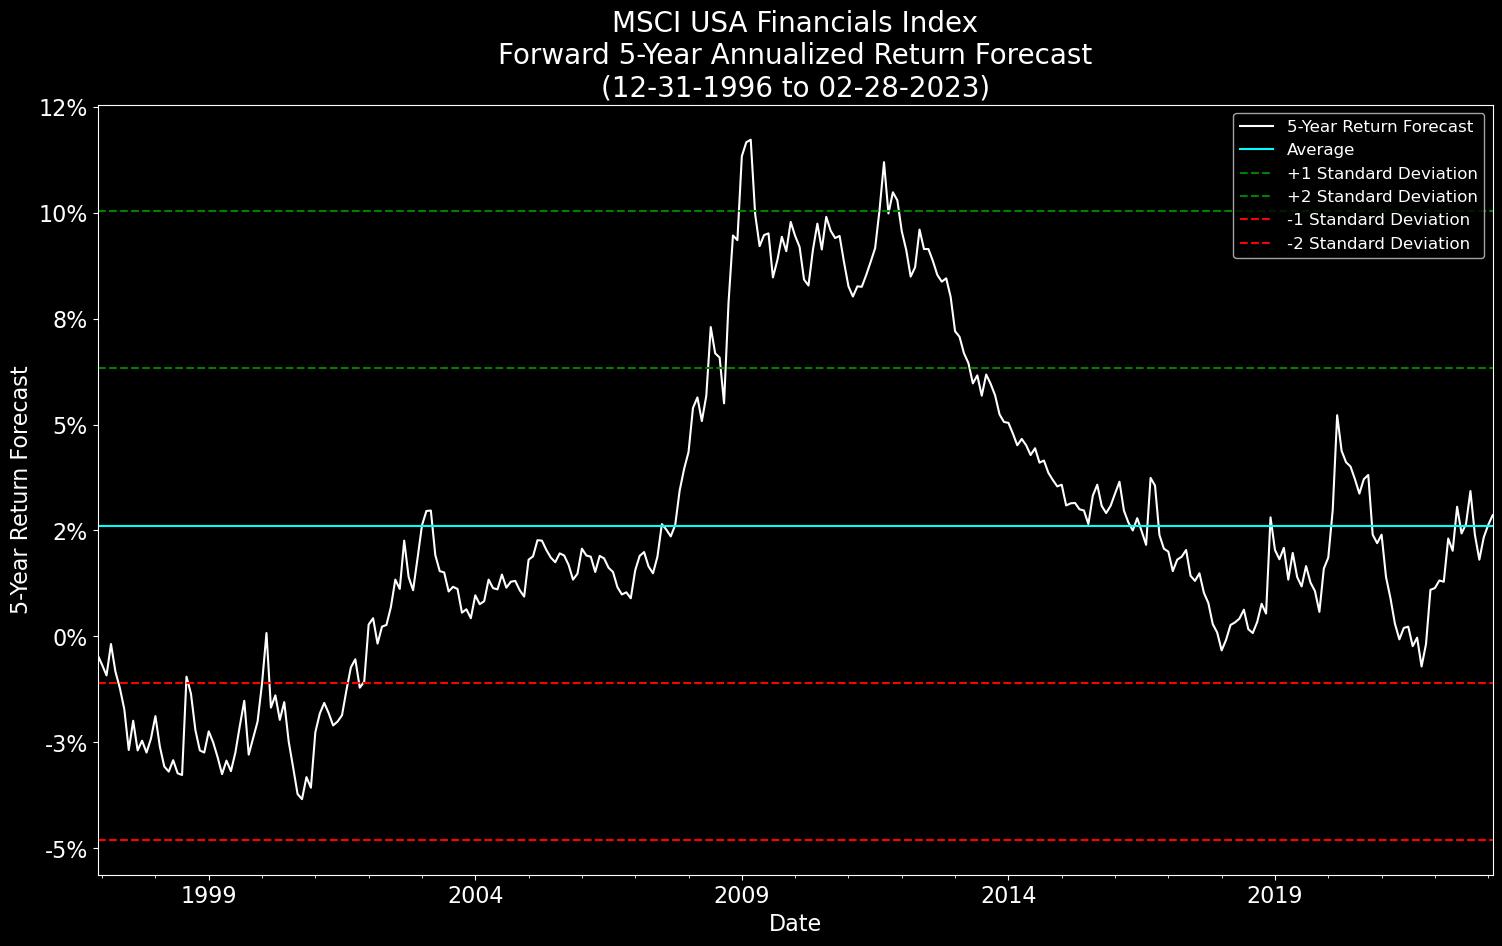 MSCI USA Financials Index
Forward 5-Year Annualized Return Forecast
(12-31-1996 to 02-28-2023)
5-Year Return Forecast
12%
10%
8%
5%
2%
0%
-3%
-5%
5-Year Return Forecast
Average
+1 Standard Deviation
+2 Standard Deviation
-1 Standard Deviation
-2 Standard Deviation
1999
2004
2009
2014
2019
Date